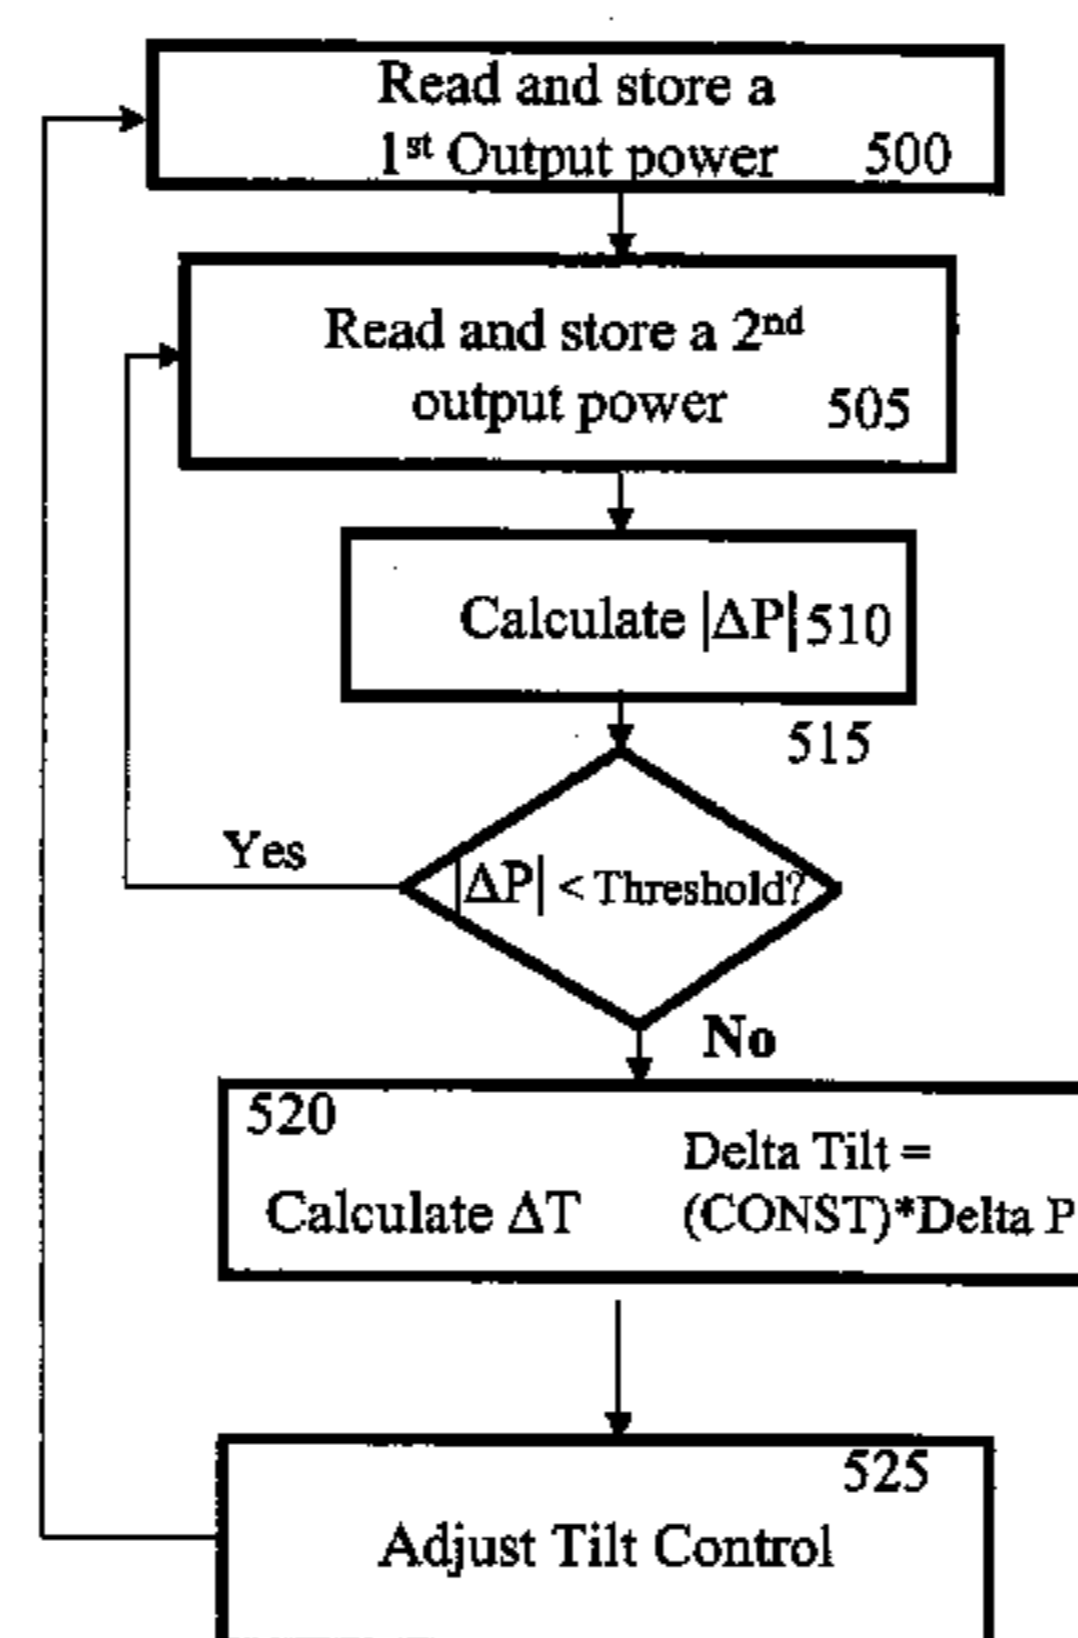 Read and store a
1st Output power 500
Read and store a 2nd
output power 505
Calculate |ΔP| 510
515
Yes
|ΔP| < Threshold?
No
520
Delta Tilt =
Calculate ΔT (CONST)*Delta P
525
Adjust Tilt Control